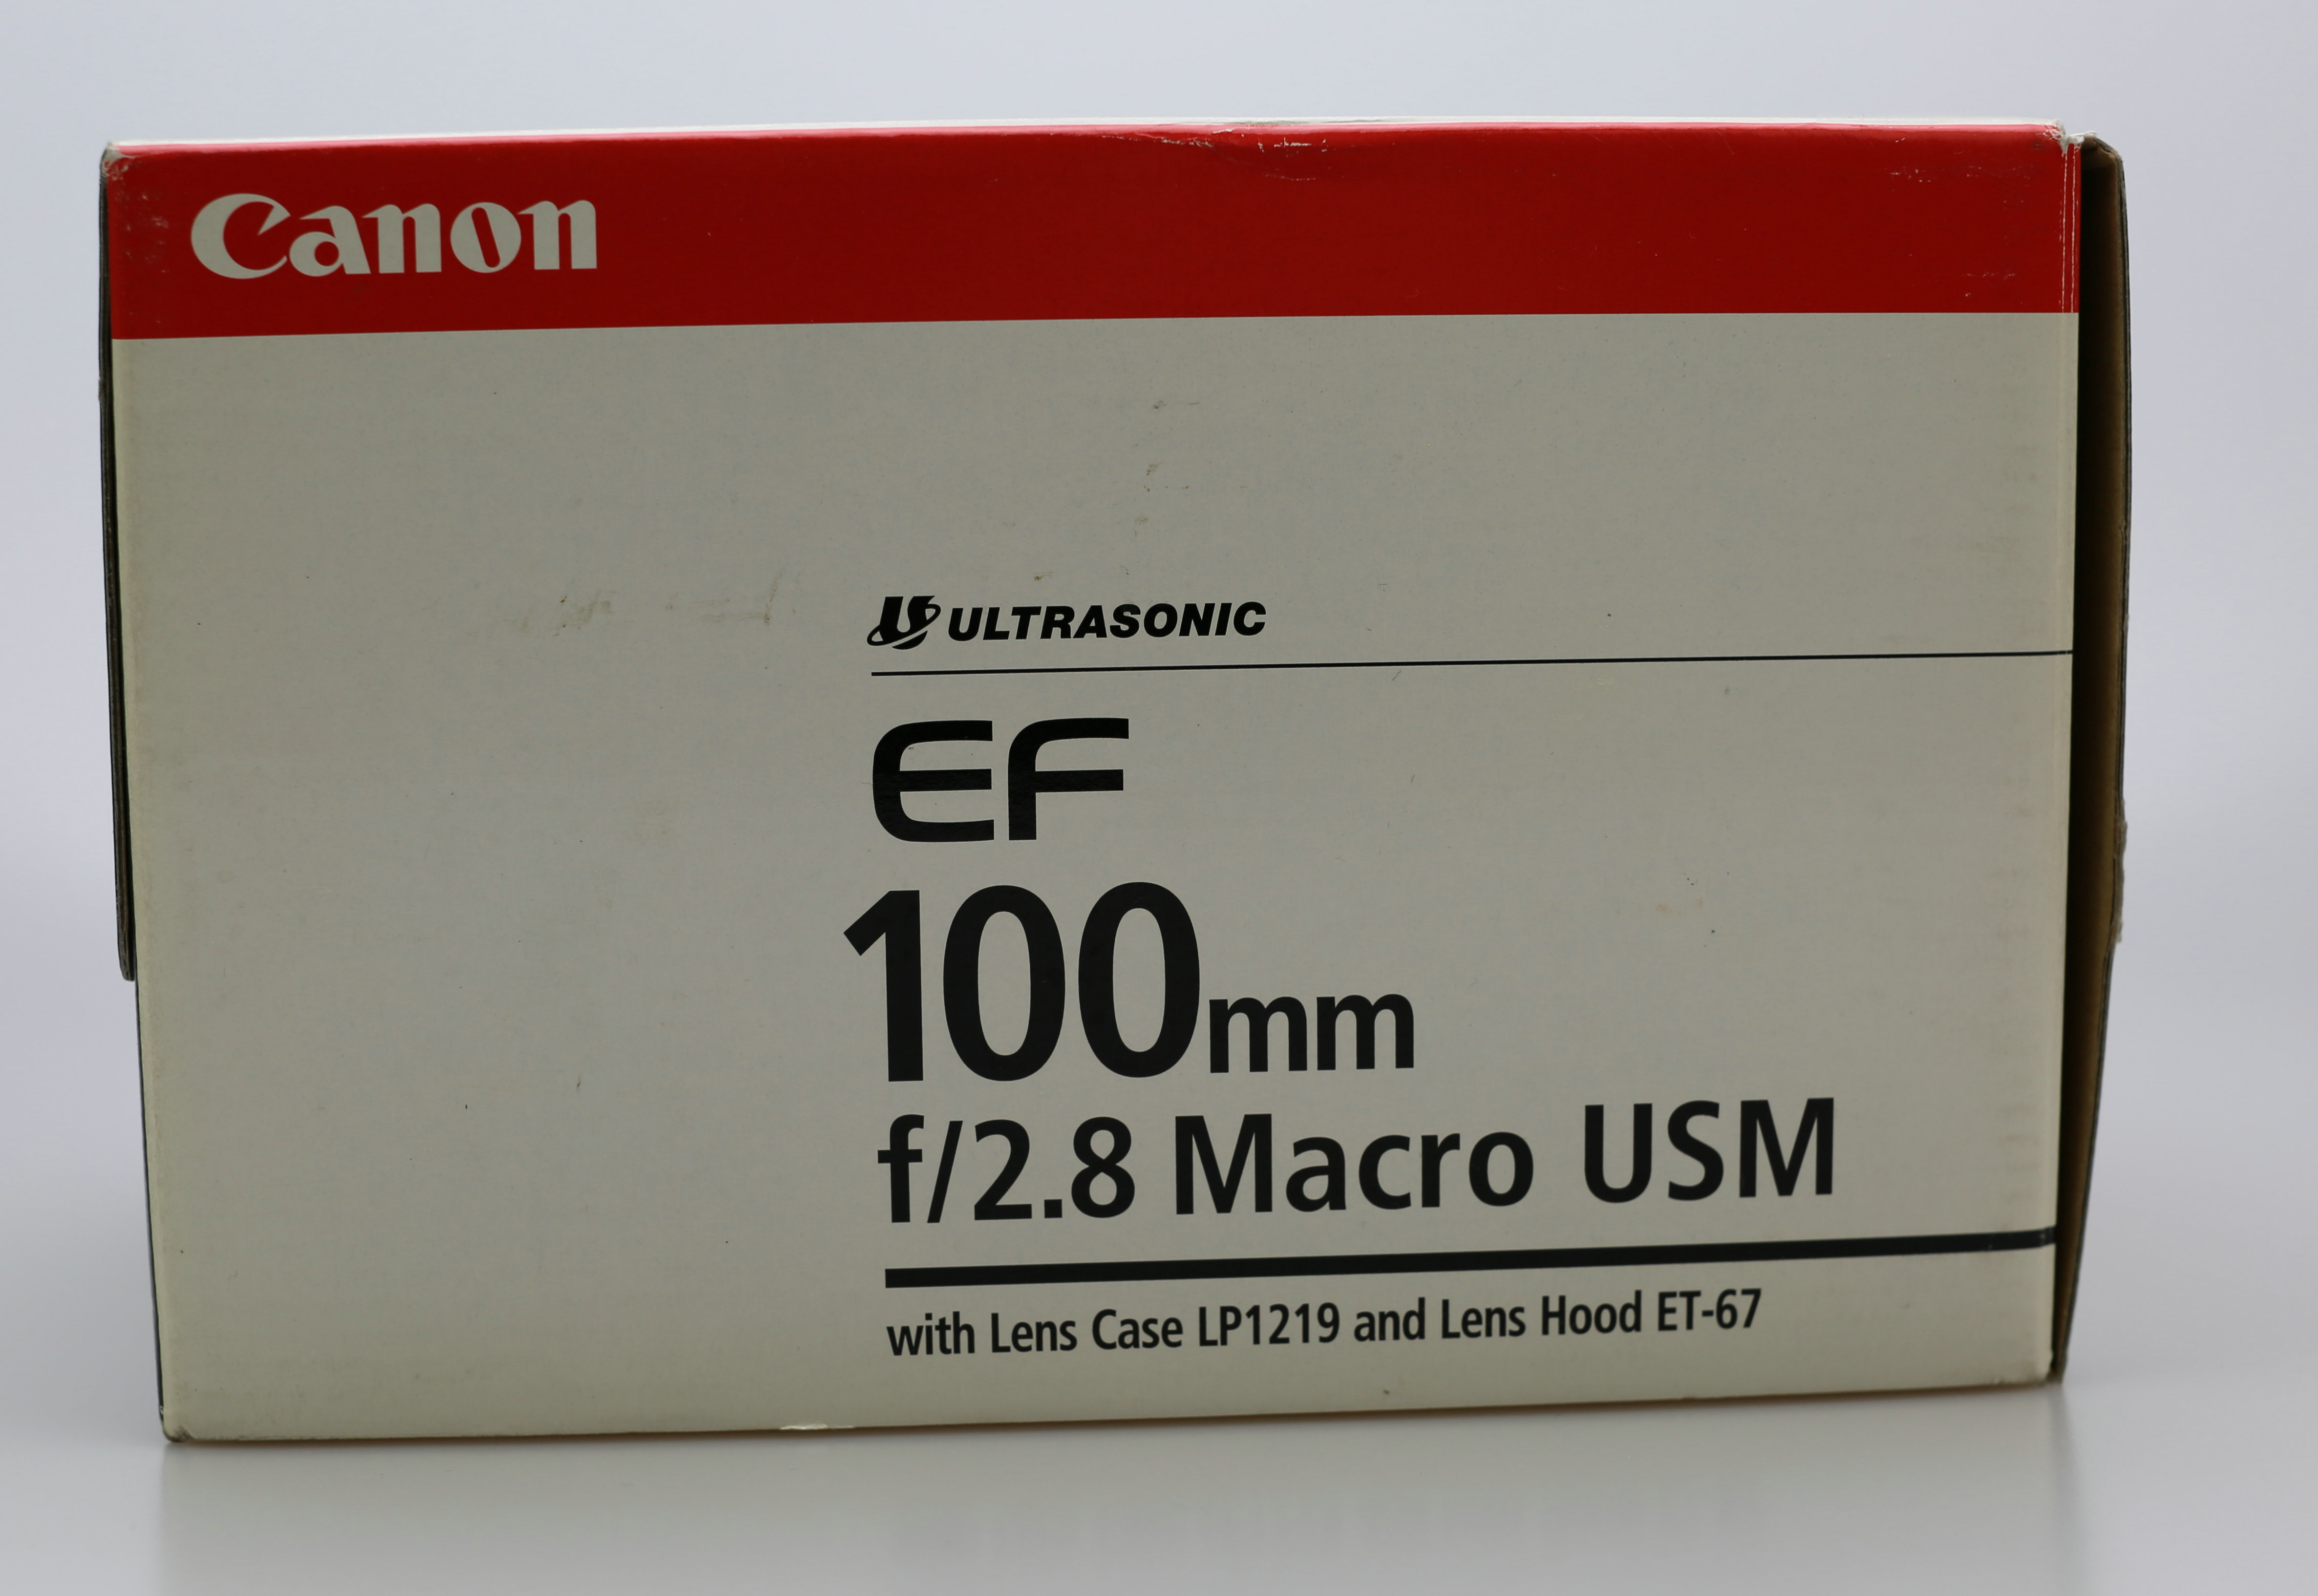 Canon
ULTRASONIC
EF
100mm
f/2.8 Macro USM
with Lens Case LP1219 and Lens Hood ET-67